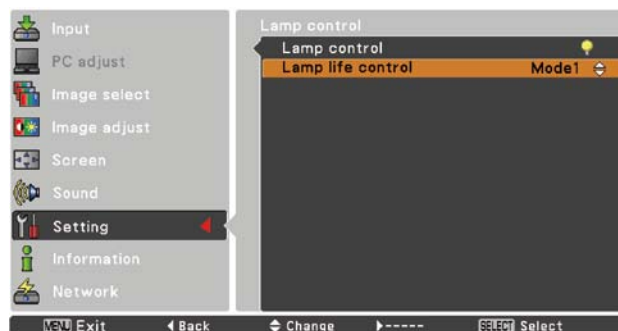 Input
PC adjust
Image select
Image adjust
Screen
Sound
Setting
Information
Network
Lamp control
Lamp control
Lamp life control Mode1
MENU Exit Back Change ----- SELECT Select